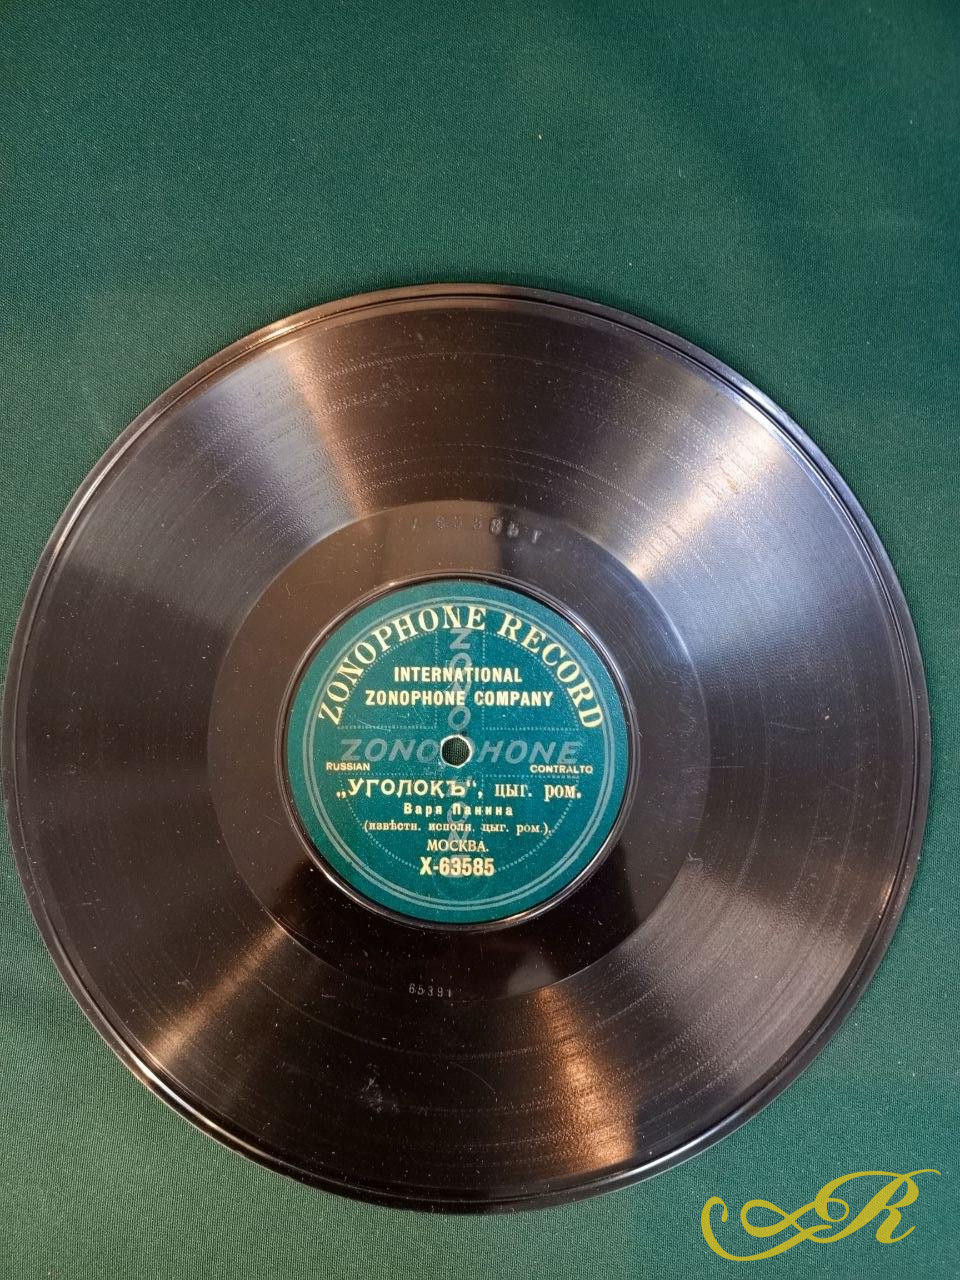 ZONOPHONE RECORD
INTERNATIONAL
ZONOPHONE COMPANY
ZONOPHONE
RUSSIAN
CONTRALTO
„УГОЛОКЪ“, цыг. ром.
Варя Панина
(извѣстн. исполн. цыг. ром.).
МОСКВА.
X-63585
65391
R